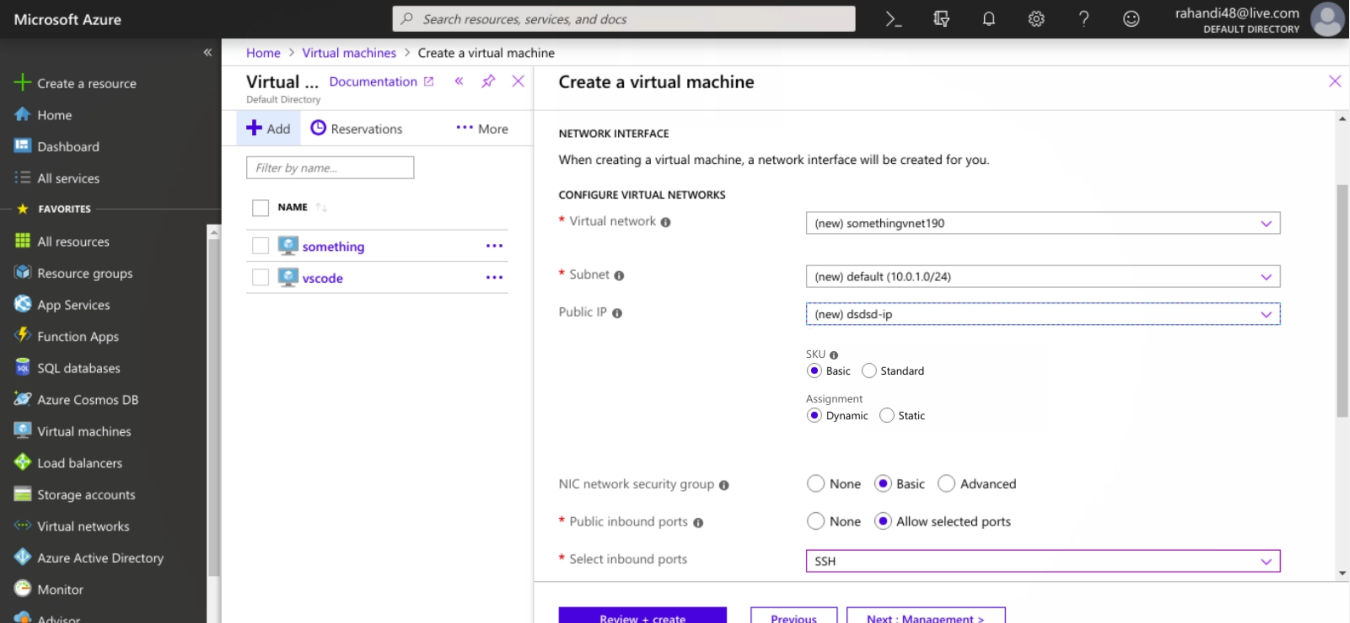 Microsoft Azure
Search resources, services, and docs
rahandi48@live.com
DEFAULT DIRECTORY
Create a resource
Home
Dashboard
All services
FAVORITES
All resources
Resource groups
App Services
Function Apps
SQL databases
Azure Cosmos DB
Virtual machines
Load balancers
Storage accounts
Virtual networks
Azure Active Directory
Monitor
Advisor
Home > Virtual machines > Create a virtual machine
Virtual ... Documentation
Default Directory
Add Reservations ••• More
Filter by name...
NAME
something •••
vscode •••
Create a virtual machine
NETWORK INTERFACE
When creating a virtual machine, a network interface will be created for you.
CONFIGURE VIRTUAL NETWORKS
* Virtual network (new) somethingvnet190
* Subnet (new) default (10.0.1.0/24)
Public IP (new) dsdsd-ip
SKU
Basic Standard
Assignment
Dynamic Static
NIC network security group None Basic Advanced
* Public inbound ports None Allow selected ports
* Select inbound ports SSH
Review + create Previous Next : Management >